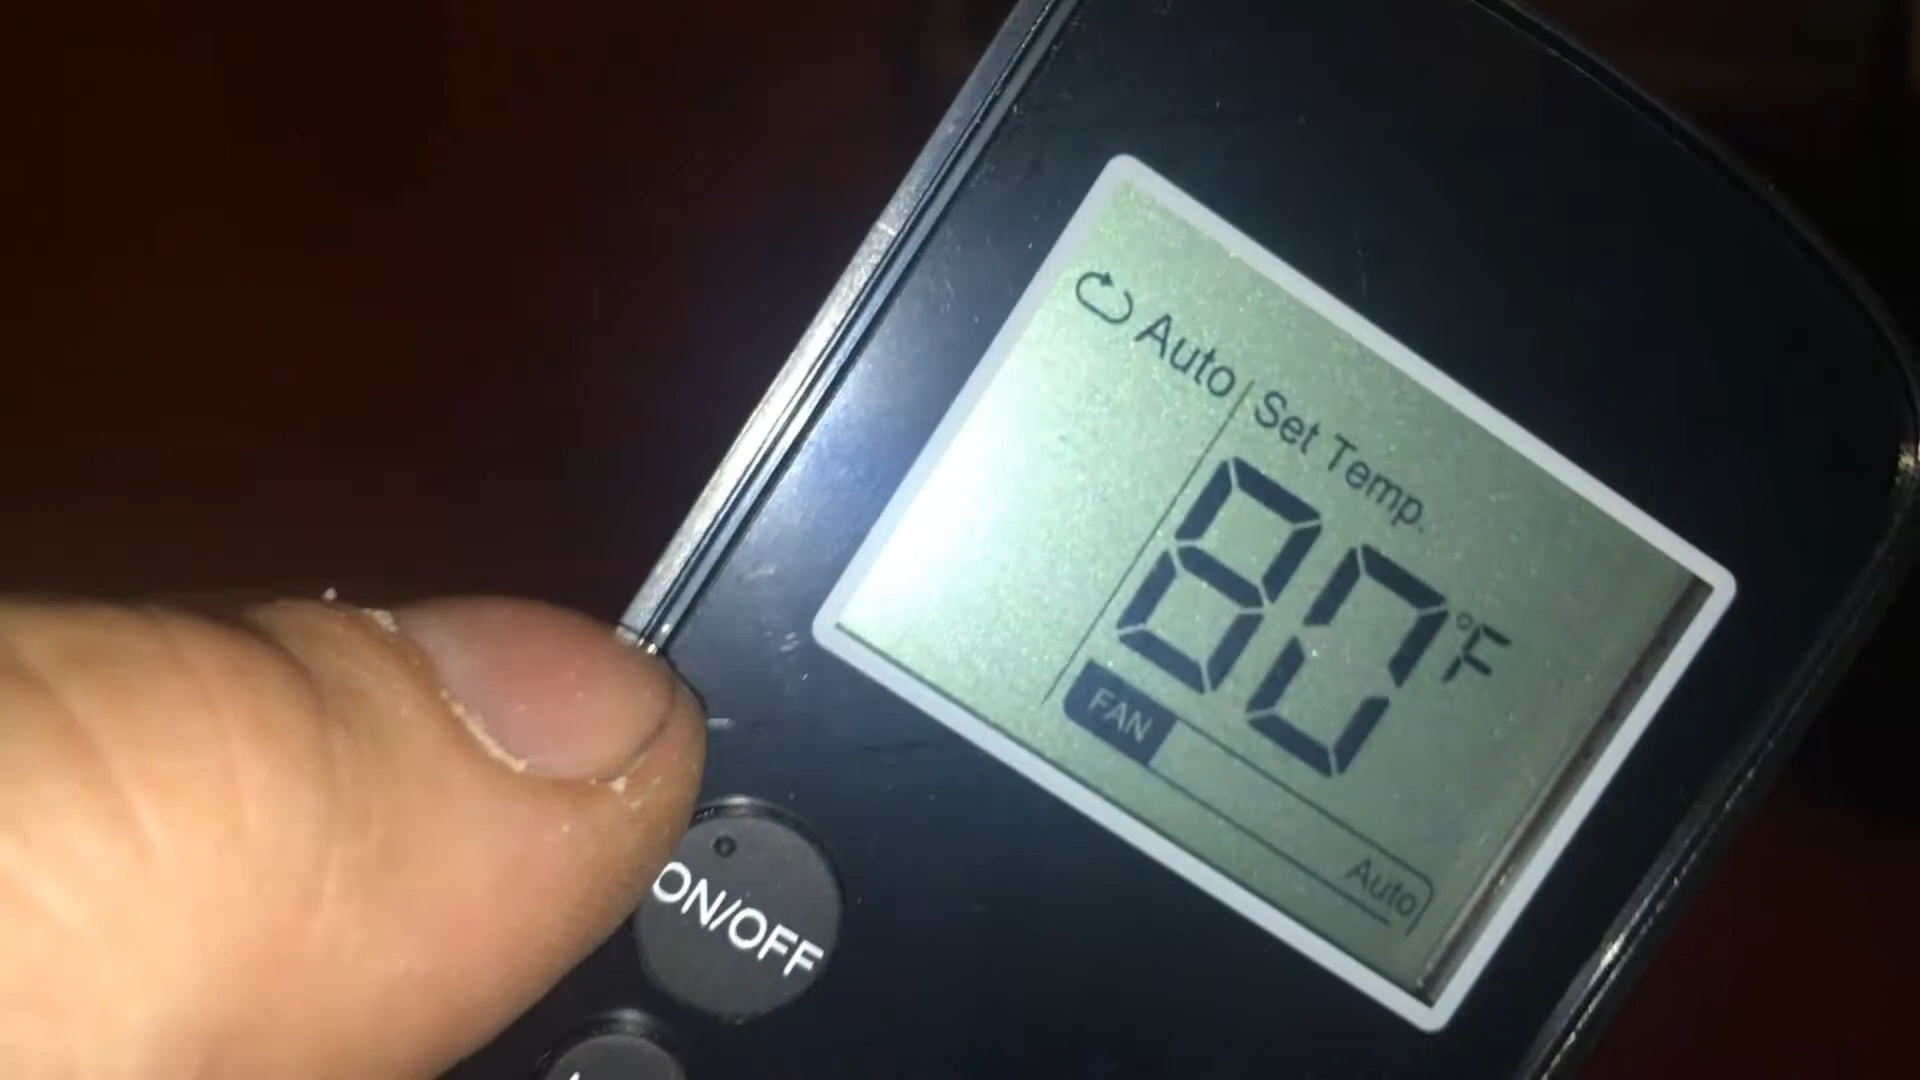 Auto
Set Temp.
80°F
FAN
Auto
ON/OFF